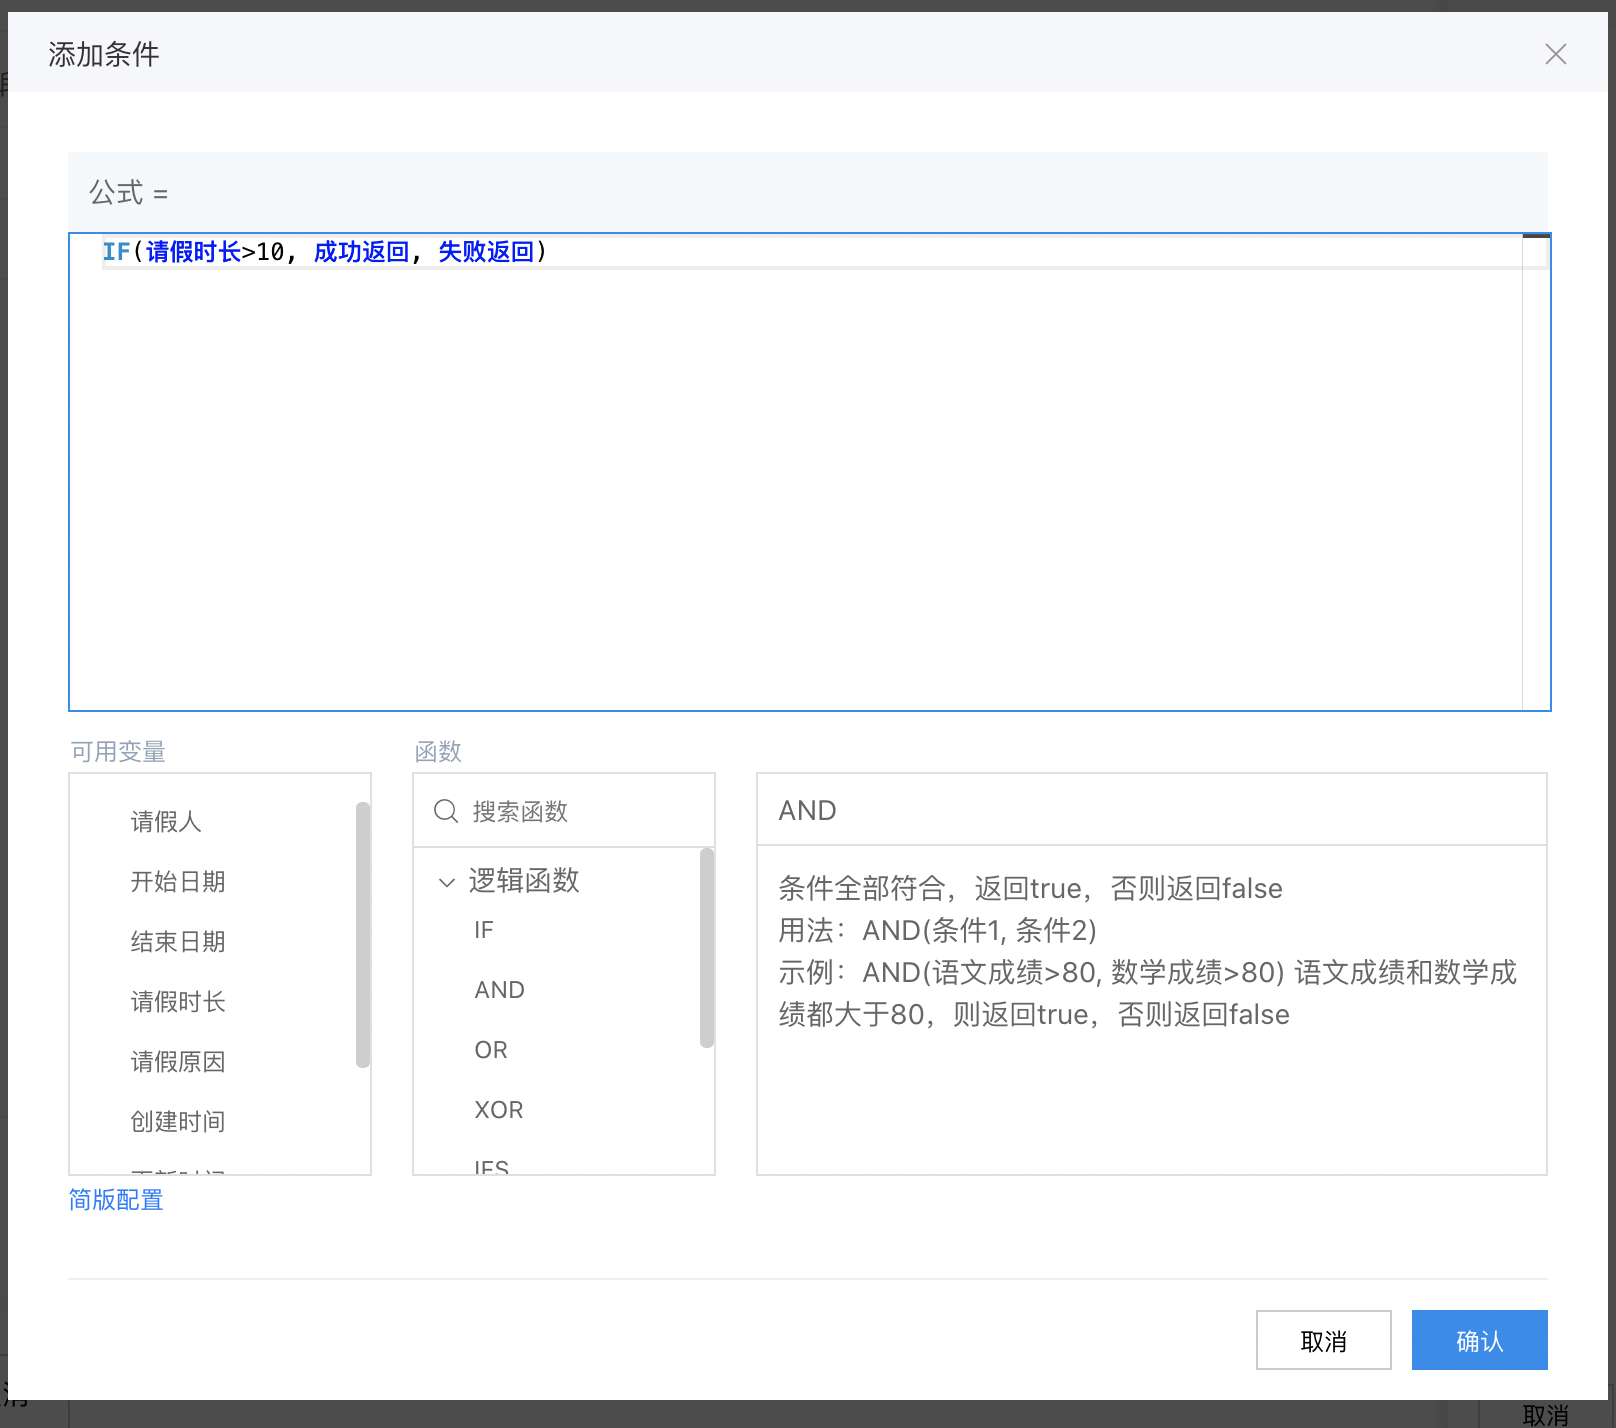 添加条件
公式 =
IF(请假时长>10, 成功返回, 失败返回)
可用变量
请假人
开始日期
结束日期
请假时长
请假原因
创建时间
函数
搜索函数
逻辑函数
IF
AND
OR
XOR
IFS
AND
条件全部符合，返回true，否则返回false
用法：AND(条件1, 条件2)
示例：AND(语文成绩>80, 数学成绩>80) 语文成绩和数学成
绩都大于80，则返回true，否则返回false
简版配置
取消
确认
取消